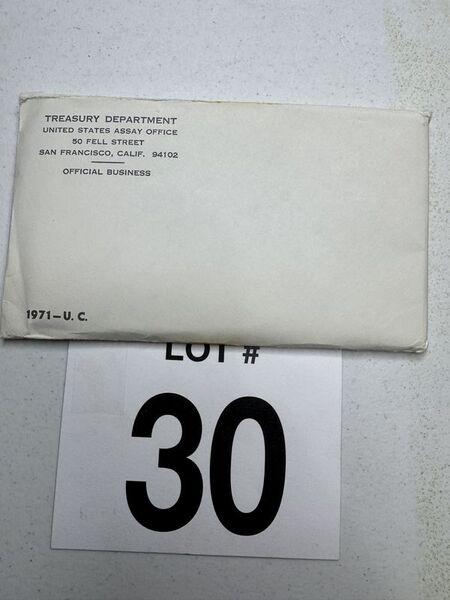 TREASURY DEPARTMENT
UNITED STATES ASSAY OFFICE
50 FELL STREET
SAN FRANCISCO, CALIF. 94102
OFFICIAL BUSINESS
1971-U. C.
LOT #
30